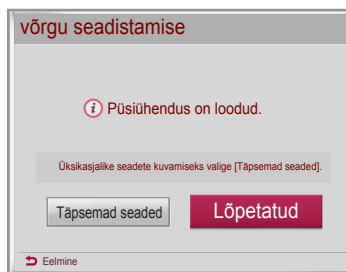 võrgu seadistamise
Püsiühendus on loodud.
Üksikasjalike seadete kuvamiseks valige [Täpsemad seaded].
Täpsemad seaded
Lõpetatud
Eelmine